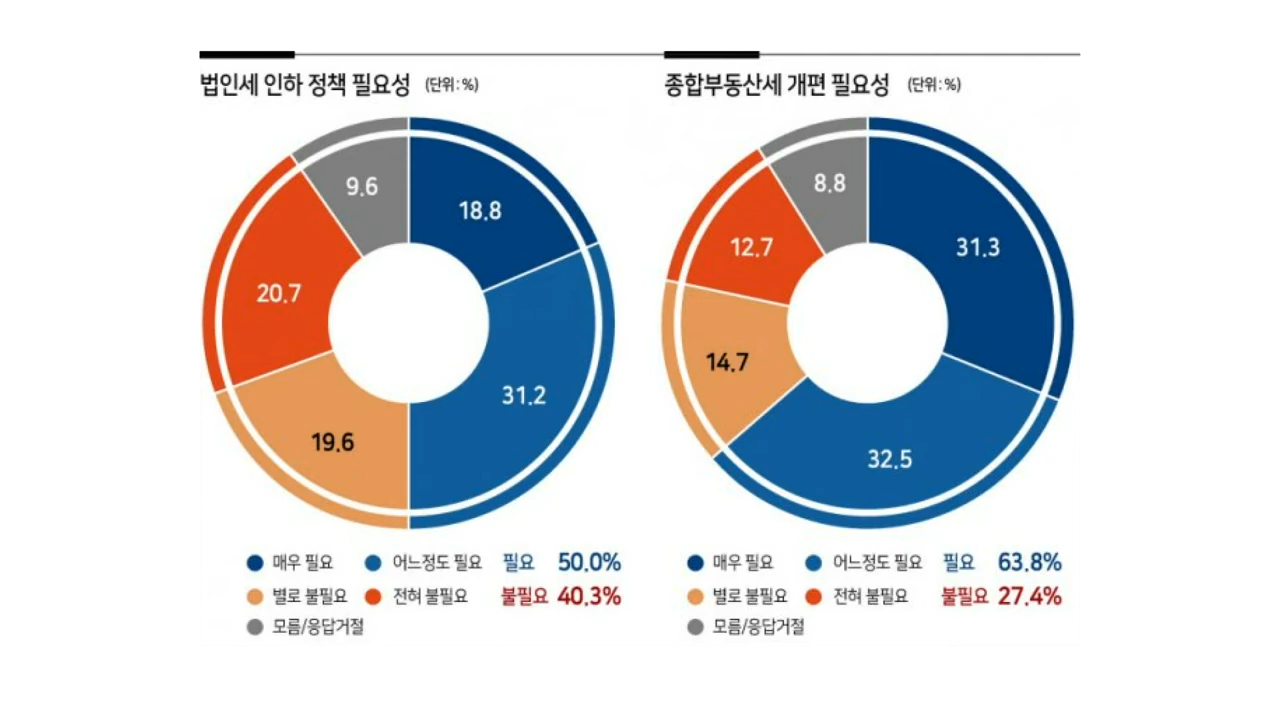 법인세 인하 정책 필요성 (단위:%)
9.6
18.8
20.7
31.2
19.6
매우 필요 어느정도 필요 필요 50.0%
별로 불필요 전혀 불필요 불필요 40.3%
모름/응답거절
종합부동산세 개편 필요성 (단위:%)
8.8
31.3
12.7
14.7
32.5
매우 필요 어느정도 필요 필요 63.8%
별로 불필요 전혀 불필요 불필요 27.4%
모름/응답거절